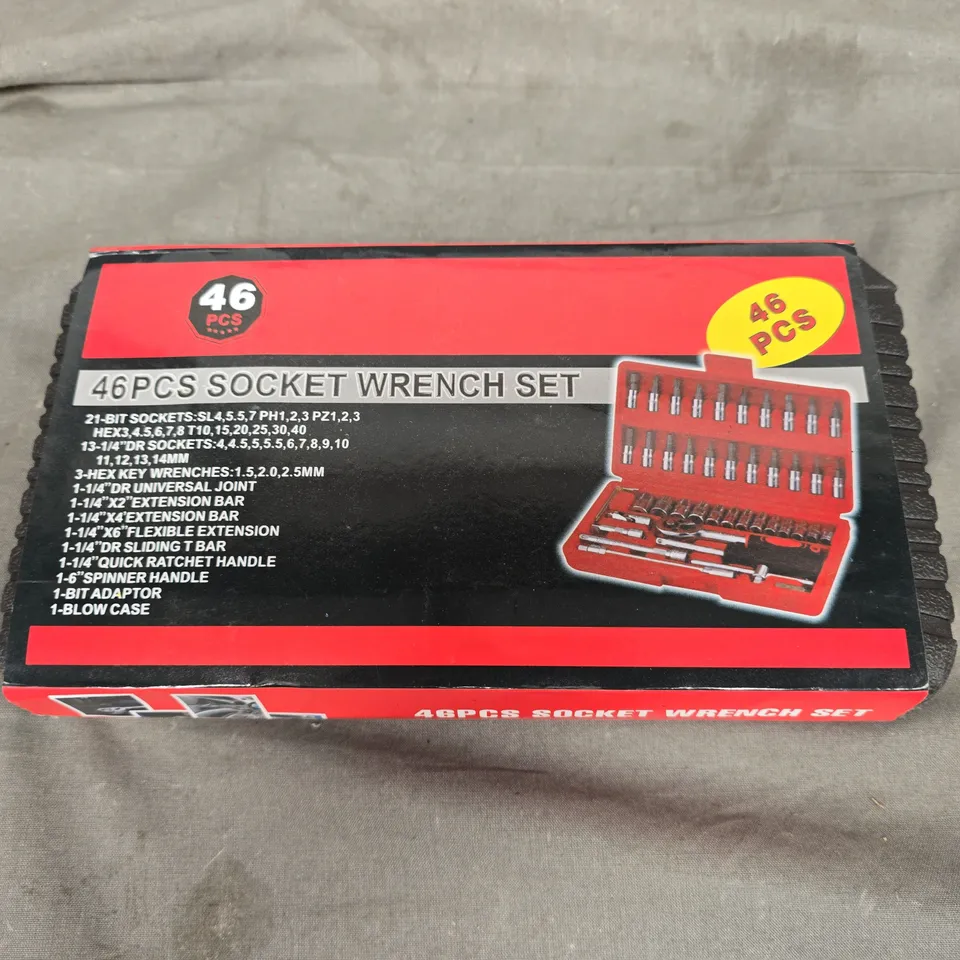 46
PCS
46
PCS
46PCS SOCKET WRENCH SET
21-BIT SOCKETS:SL4,5.5,7 PH1,2,3 PZ1,2,3
HEX3,4.5,6,7,8 T10,15,20,25,30,40
13-1/4"DR SOCKETS:4,4.5,5,5.5,6,7,8,9,10
11,12,13,14MM
3-HEX KEY WRENCHES:1.5,2.0,2.5MM
1-1/4"DR UNIVERSAL JOINT
1-1/4"X2"EXTENSION BAR
1-1/4"X4"EXTENSION BAR
1-1/4"X6"FLEXIBLE EXTENSION
1-1/4"DR SLIDING T BAR
1-1/4"QUICK RATCHET HANDLE
1-6"SPINNER HANDLE
1-BIT ADAPTOR
1-BLOW CASE
46PCS SOCKET WRENCH SET